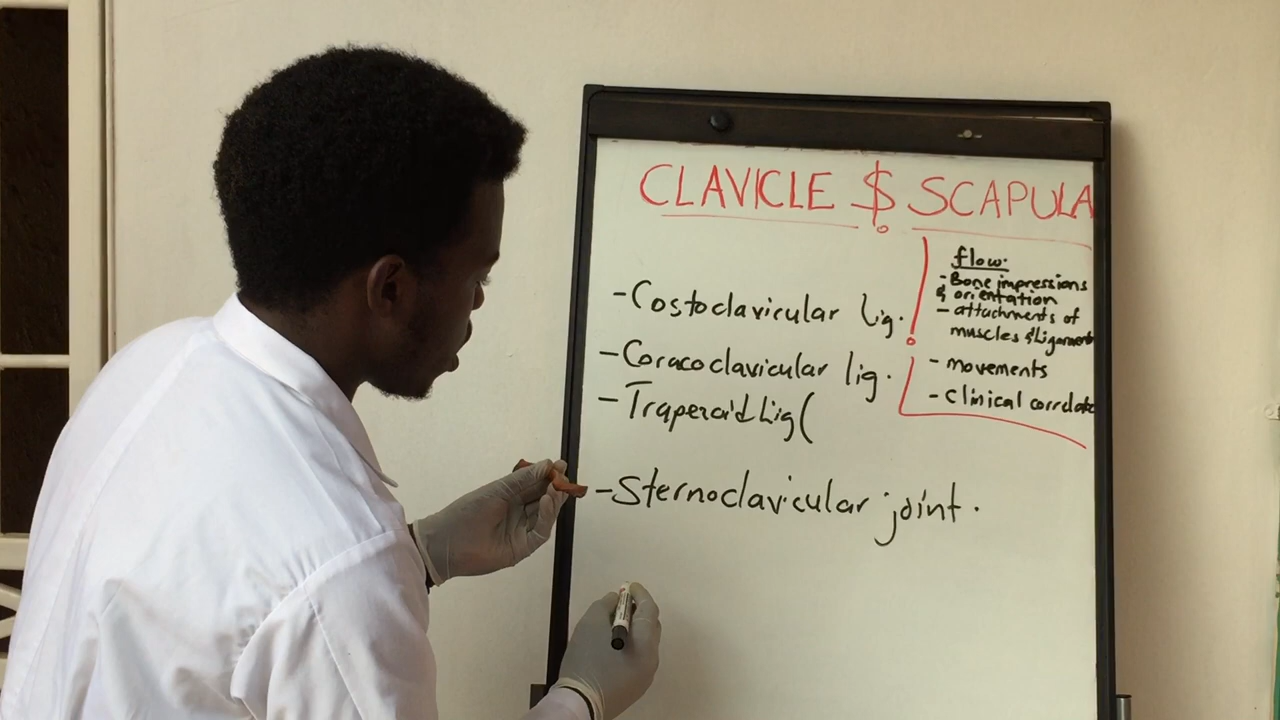 CLAVICLE $ SCAPULA
flow.
- Bone impressions
& orientation
- attachments of
muscles & Ligament
- movements
- Clinical correlate
- Costoclavicular Lig.
- Coracoclavicular lig.
- Trapezoid Lig(
- Sternoclavicular joint.